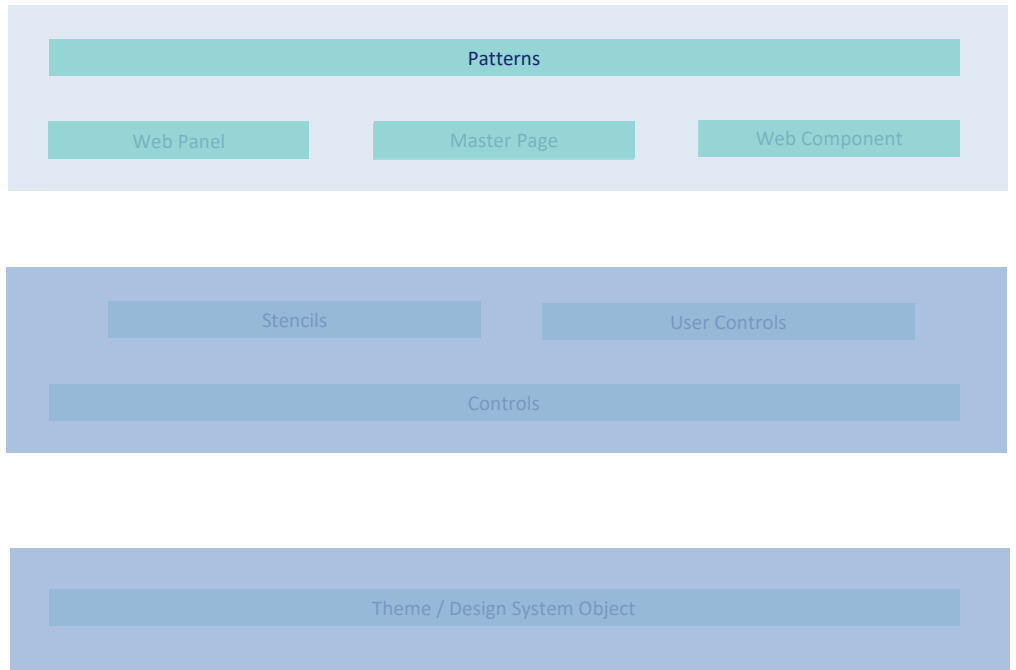 Patterns
Web Panel
Master Page
Web Component
Stencils
User Controls
Controls
Theme / Design System Object